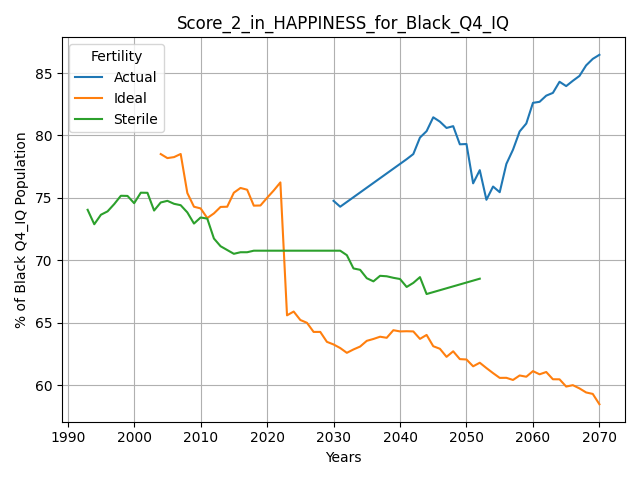 Score_2_in_HAPPINESS_for_Black_Q4_IQ
Fertility
Actual
Ideal
Sterile
% of Black Q4_IQ Population
85
80
75
70
65
60
1990 2000 2010 2020 2030 2040 2050 2060 2070
Years